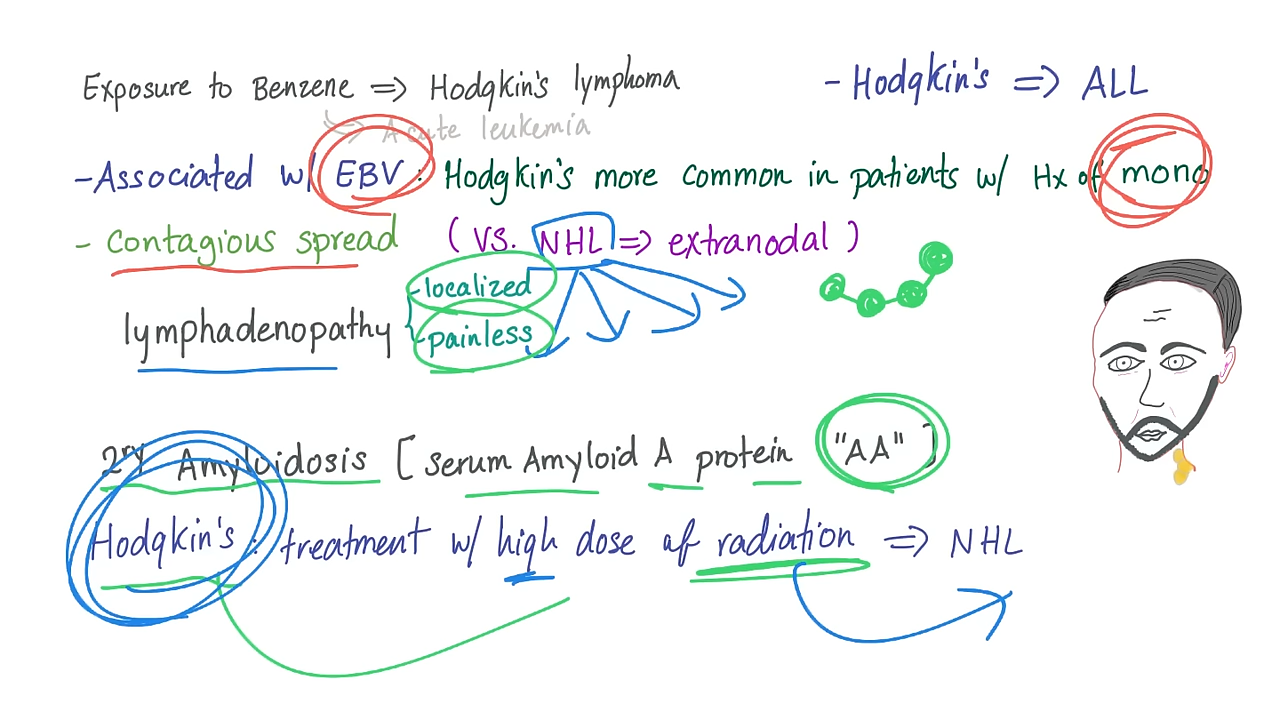 Exposure to Benzene => Hodgkin's lymphoma
- Hodgkin's => ALL
=> Acute leukemia
- Associated w/ EBV : Hodgkin's more common in patients w/ Hx of mono
- Contagious spread ( VS. NHL => extranodal )
lymphadenopathy { - localized
- painless
2ry Amyloidosis [ serum Amyloid A protein "AA" ]
Hodgkin's : treatment w/ high dose of radiation => NHL